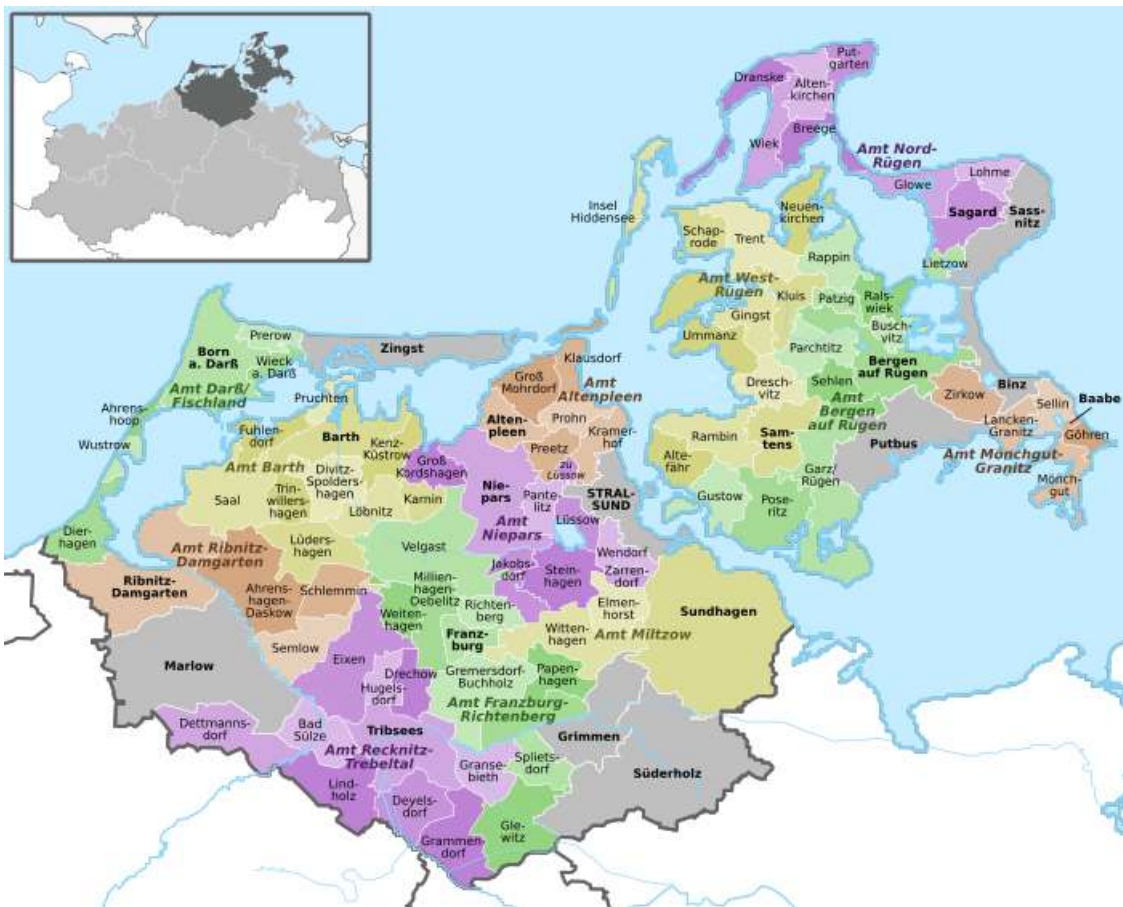 Put-
garten
Dranske
Alten-
kirchen
Breege
Wiek
Amt Nord-
Rügen
Lohme
Glowe
Insel
Hiddensee
Neuen-
kirchen
Sagard
Sass-
nitz
Schap-
rode
Trent
Rappin
Lietzow
Amt West-
Rügen
Kluis
Patzig
Rals-
wiek
Gingst
Busch-
vitz
Ummanz
Parchtitz
Bergen
auf Rügen
Prerow
Zingst
Born
a. Darß
Wieck
a. Darß
Klausdorf
Amt Darß/
Fischland
Pruchten
Groß
Mohrdorf
Amt
Altenpleen
Dresch-
vitz
Sehlen
Amt
Bergen
auf Rügen
Zirkow
Binz
Sellin
Baabe
Lancken-
Granitz
Göhren
Ahrens-
hoop
Wustrow
Fuhlen-
dorf
Barth
Kenz-
Küstrow
Alten-
pleen
Prohn
Kramer-
hof
Preetz
zu
Lüssow
Rambin
Sam-
tens
Putbus
Amt Mönchgut-
Granitz
Alte-
fähr
Mönch-
gut
Amt Barth
Divitz-
Spolders-
hagen
Groß
Kordshagen
Nie-
pars
Pante-
litz
STRAL-
SUND
Gustow
Garz/
Rügen
Pose-
ritz
Saal
Trin-
willers-
hagen
Karnin
Löbnitz
Amt
Niepars
Lüssow
Dier-
hagen
Amt Ribnitz-
Damgarten
Lüders-
hagen
Velgast
Wendorf
Zarren-
dorf
Jakobs-
dorf
Stein-
hagen
Ribnitz-
Damgarten
Ahrens-
hagen-
Daskow
Schlemmin
Millien-
hagen-
Oebelitz
Weiten-
hagen
Richten-
berg
Elmen-
horst
Sundhagen
Witten-
hagen
Amt Miltzow
Franz-
burg
Semlow
Marlow
Eixen
Drechow
Hugels-
dorf
Gremersdorf-
Buchholz
Papen-
hagen
Amt Franzburg-
Richtenberg
Dettmanns-
dorf
Bad
Sülze
Tribsees
Grimmen
Amt Recknitz-
Trebeltal
Granse-
bieth
Spliets-
dorf
Süderholz
Lind-
holz
Deyels-
dorf
Gle-
witz
Grammen-
dorf